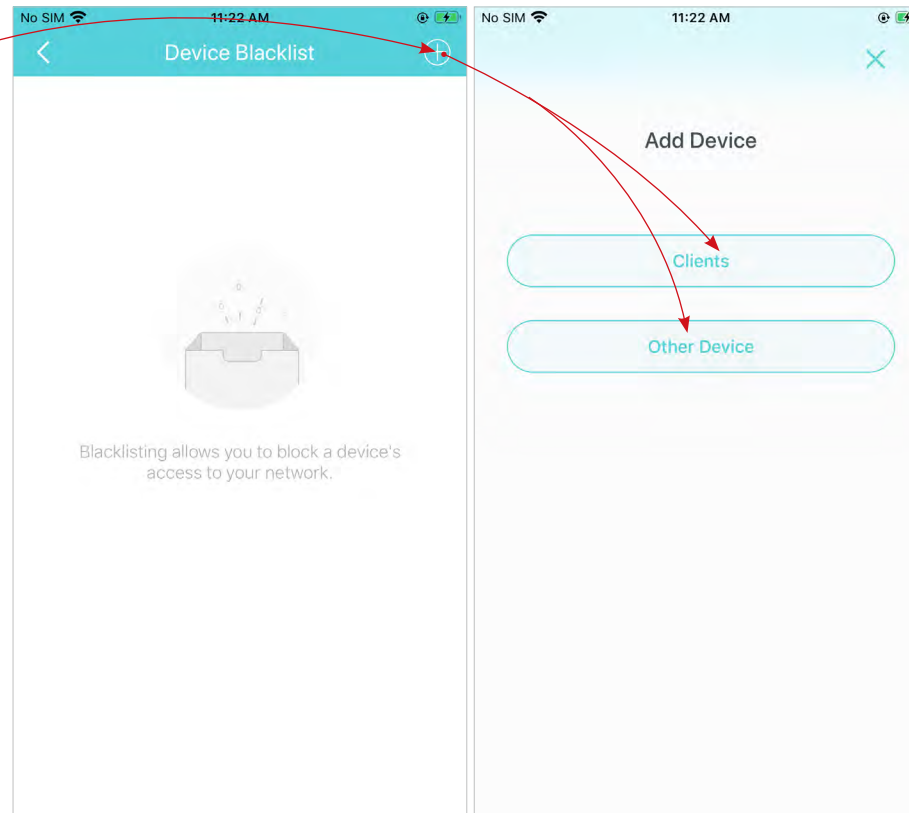 No SIM
11:22 AM
Device Blacklist
Blacklisting allows you to block a device's
access to your network.
No SIM
11:22 AM
Add Device
Clients
Other Device